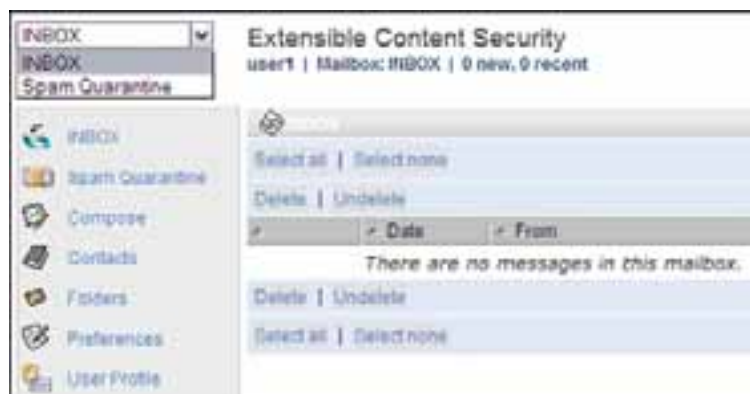 INBOX
INBOX
Spam Quarantine
Extensible Content Security
user1 | Mailbox: INBOX | 0 new, 0 recent
INBOX
Spam Quarantine
Compose
Contacts
Folders
Preferences
User Profile
Select all | Select none
Delete | Undelete
Date From
There are no messages in this mailbox.
Delete | Undelete
Select all | Select none